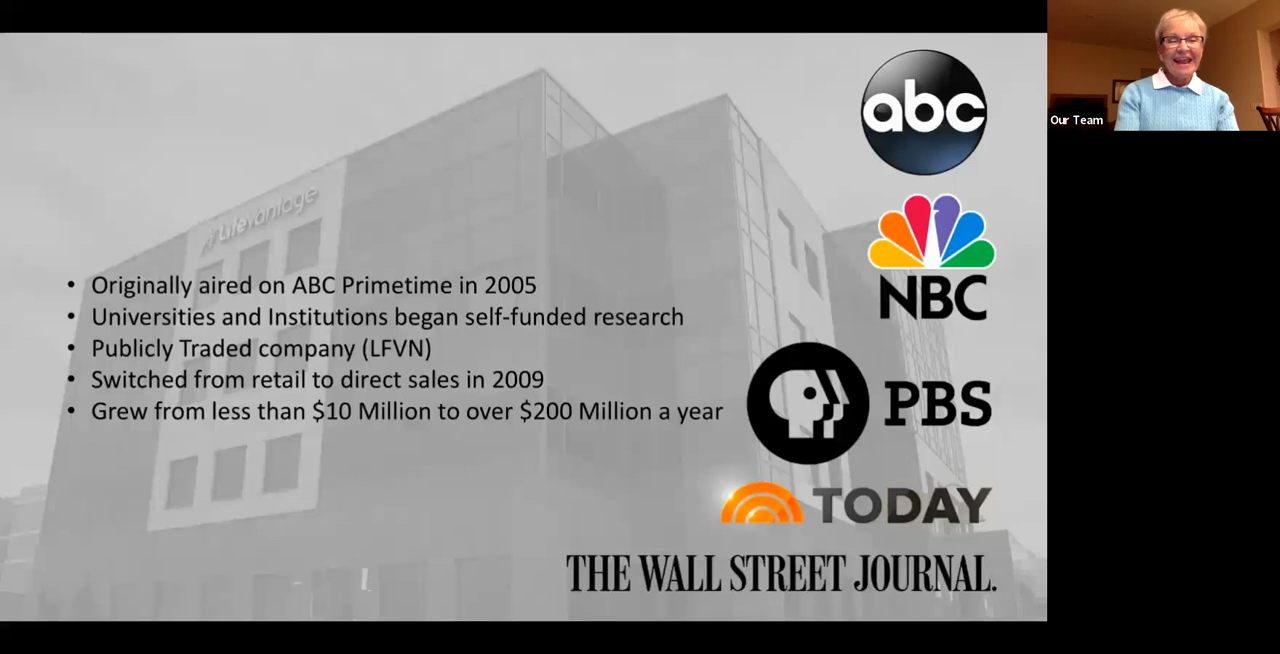 abc
NBC
Lifevantage
• Originally aired on ABC Primetime in 2005
• Universities and Institutions began self-funded research
• Publicly Traded company (LFVN)
• Switched from retail to direct sales in 2009
• Grew from less than $10 Million to over $200 Million a year
PBS
TODAY
THE WALL STREET JOURNAL.
Our Team